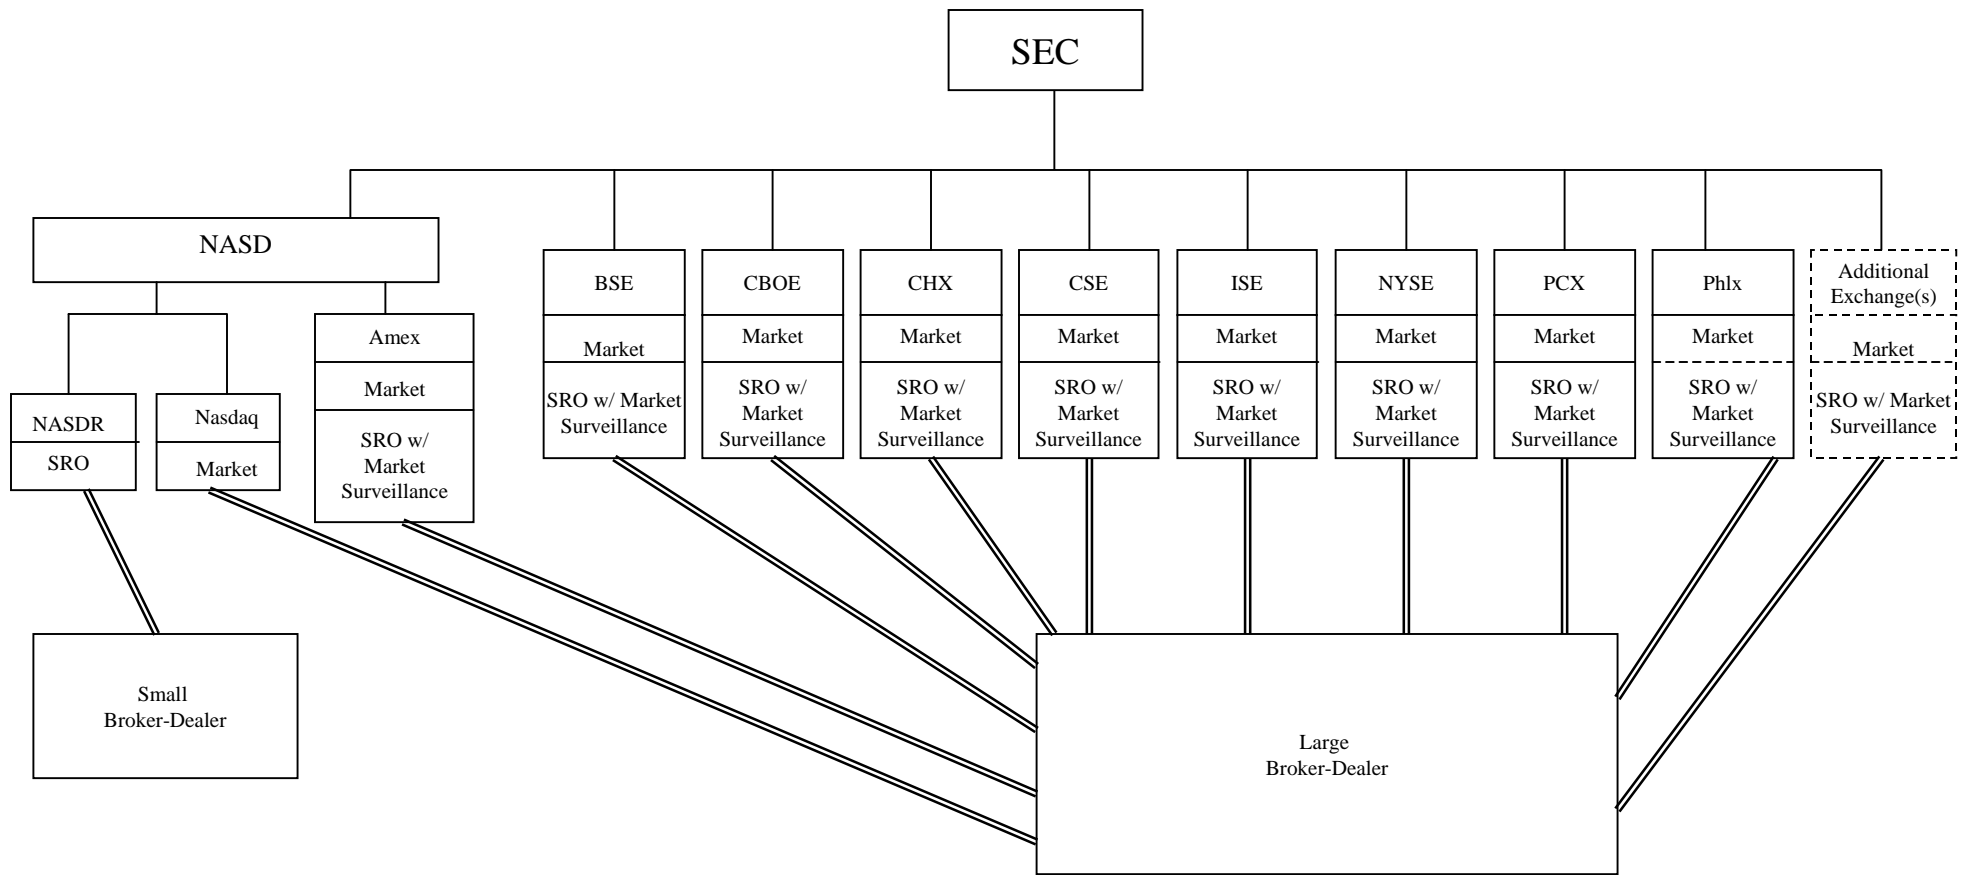 SEC
NASD
NASDR
SRO
Nasdaq
Market
Amex
Market
SRO w/
Market
Surveillance
BSE
Market
SRO w/ Market
Surveillance
CBOE
Market
SRO w/
Market
Surveillance
CHX
Market
SRO w/
Market
Surveillance
CSE
Market
SRO w/
Market
Surveillance
ISE
Market
SRO w/
Market
Surveillance
NYSE
Market
SRO w/
Market
Surveillance
PCX
Market
SRO w/
Market
Surveillance
Phlx
Market
SRO w/
Market
Surveillance
Additional
Exchange(s)
Market
SRO w/ Market
Surveillance
Small
Broker-Dealer
Large
Broker-Dealer